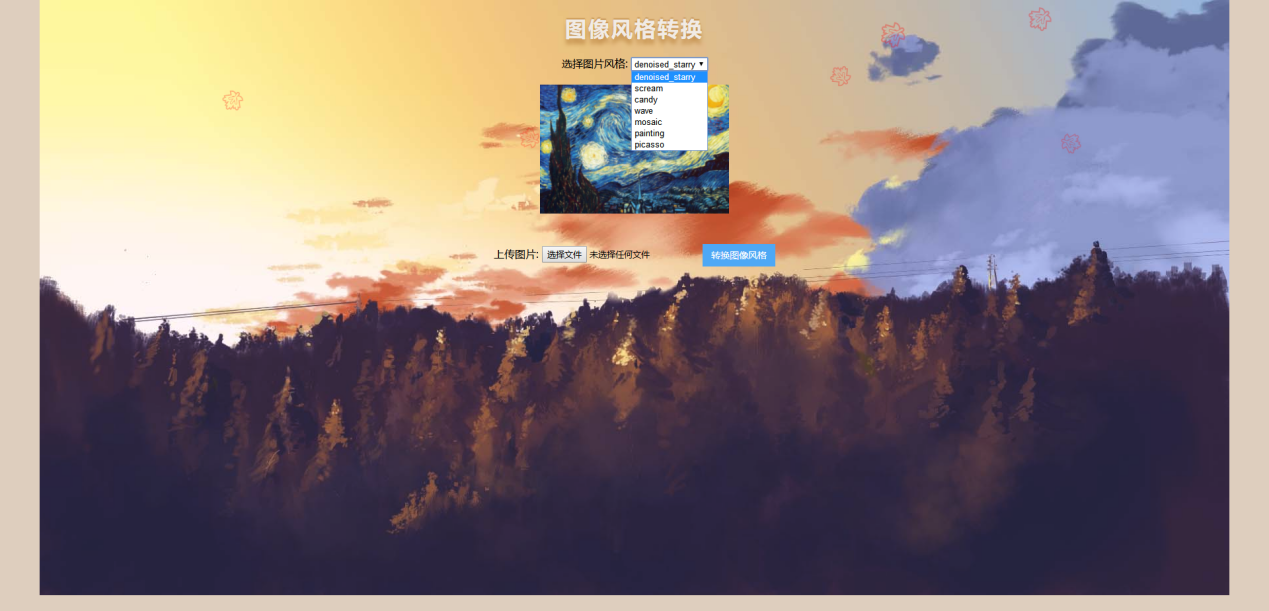 图像风格转换
选择图片风格: denoised_starry
denoised_starry
scream
candy
wave
mosaic
painting
picasso
上传图片: 选择文件 未选择任何文件 转换图像风格